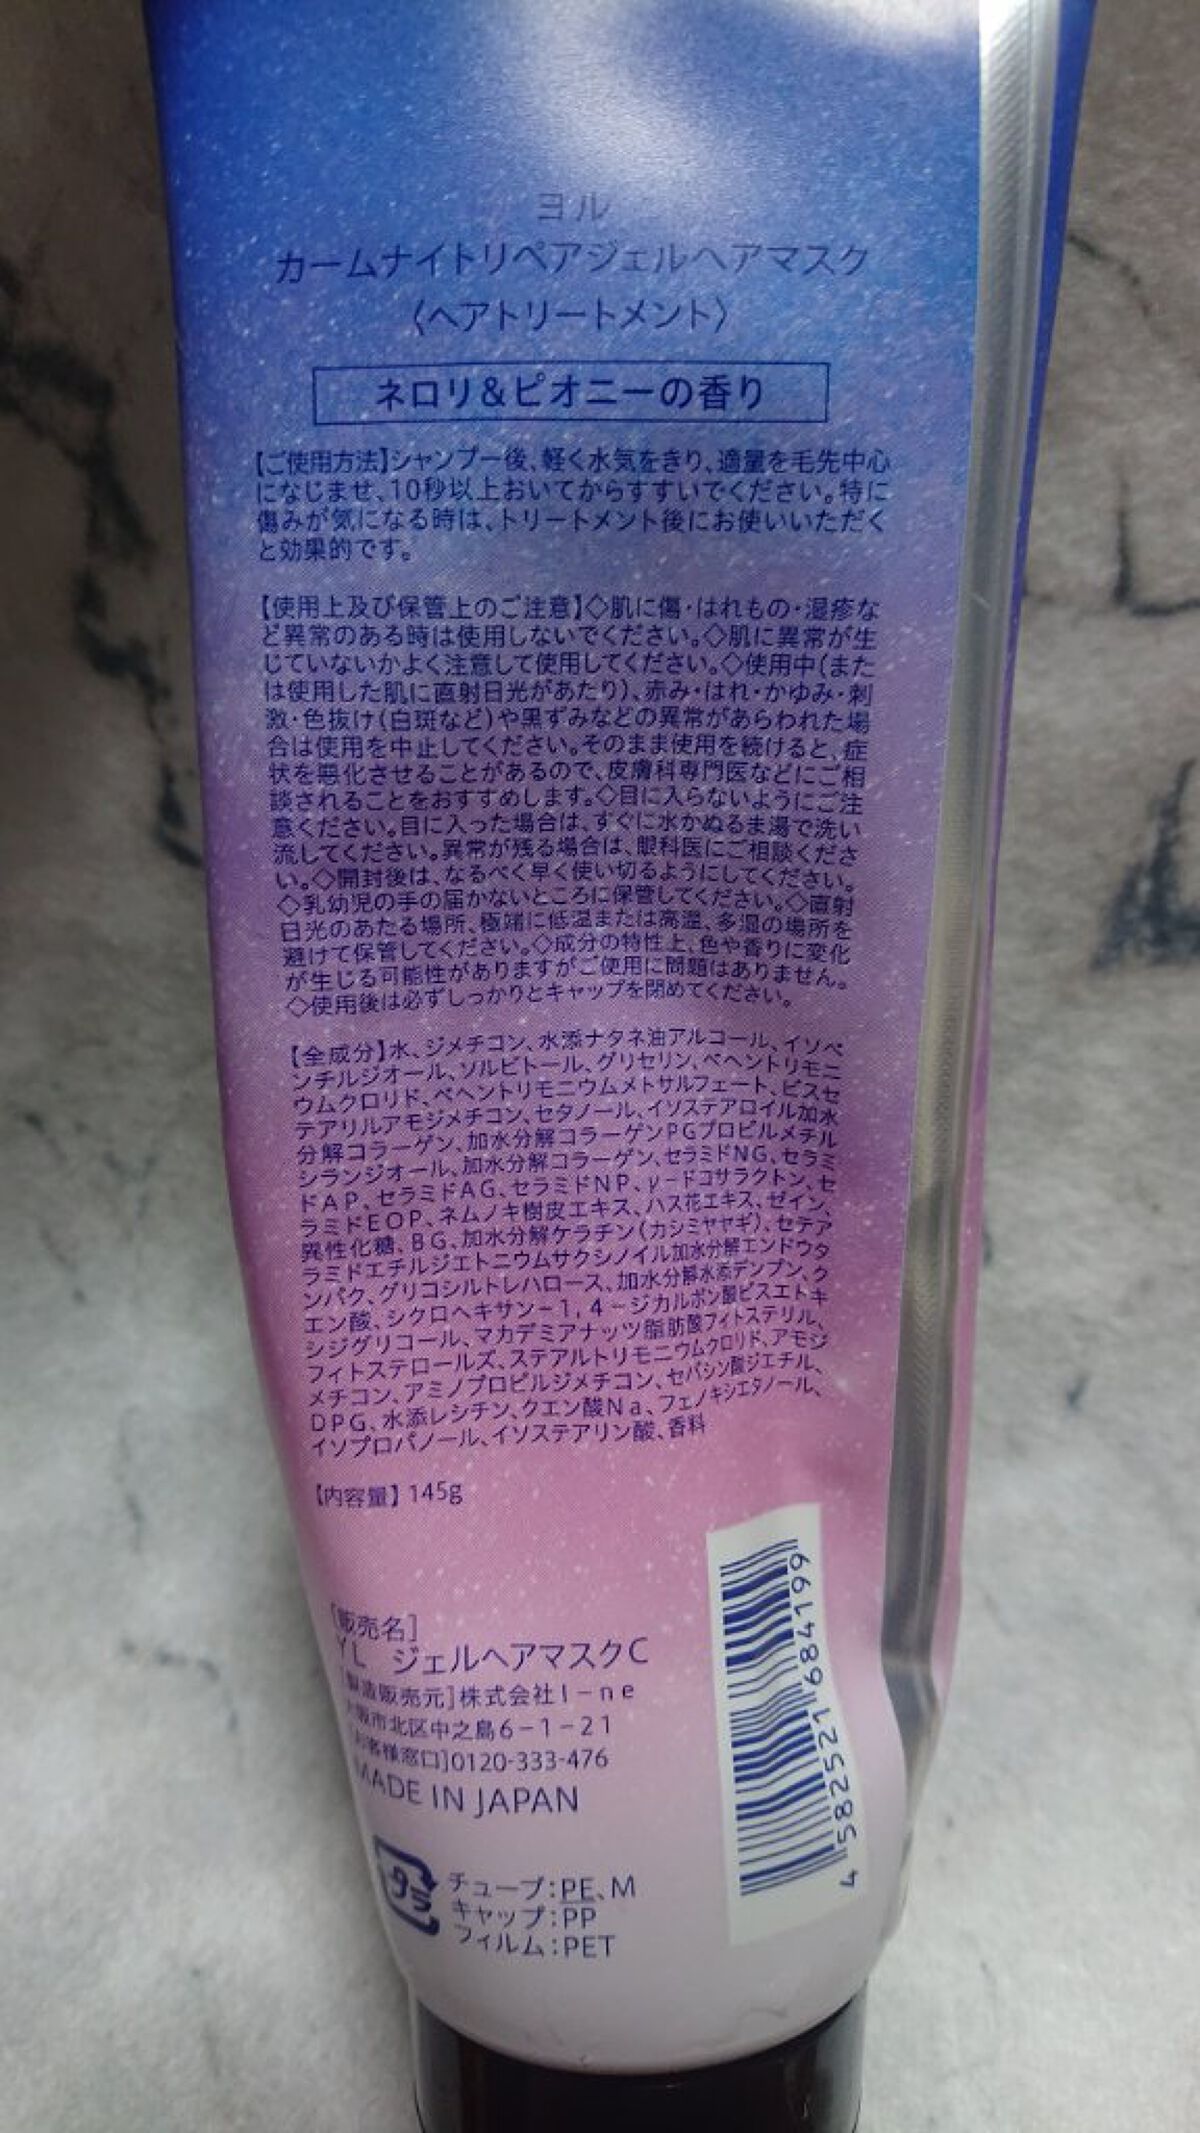 ヨル
カームナイトリペアジェルヘアマスク
〈ヘアトリートメント〉
ネロリ&ピオニーの香り
【ご使用方法】シャンプー後、軽く水気をきり、適量を毛先中心
になじませ、10秒以上おいてからすすいでください。特に
傷みが気になる時は、トリートメント後にお使いいただく
と効果的です。
【使用上及び保管上のご注意】◇肌に傷・はれもの・湿疹な
ど異常のある時は使用しないでください。◇肌に異常が生
じていないかよく注意して使用してください。◇使用中(また
は使用した肌に直射日光があたり)、赤み・はれ・かゆみ・刺
激・色抜け(白斑など)や黒ずみなどの異常があらわれた場
合は使用を中止してください。そのまま使用を続けると、症
状を悪化させることがあるので、皮膚科専門医などにご相
談されることをおすすめします。◇目に入らないようにご注
意ください。目に入った場合は、すぐに水かぬるま湯で洗い
流してください。異常が残る場合は、眼科医にご相談くださ
い。◇開封後は、なるべく早く使い切るようにしてください。
◇乳幼児の手の届かないところに保管してください。◇直射
日光のあたる場所、極端に低温または高温、多湿の場所を
避けて保管してください。◇成分の特性上、色や香りに変化
が生じる可能性がありますがご使用に問題はありません。
◇使用後は必ずしっかりとキャップを閉めてください。
【全成分】水、ジメチコン、水添ナタネ油アルコール、イソペ
ンチルジオール、ソルビトール、グリセリン、ベヘントリモニ
ウムクロリド、ベヘントリモニウムメトサルフェート、ビスセ
テアリルアモジメチコン、セタノール、イソステアロイル加水
分解コラーゲン、加水分解コラーゲンPGプロピルメチル
シランジオール、加水分解コラーゲン、セラミドNG、セラミ
ドAP、セラミドAG、セラミドNP、γ-ドコサラクトン、セ
ラミドEOP、ネムノキ樹皮エキス、ハス花エキス、ゼイン、
異性化糖、BG、加水分解ケラチン(カシミヤヤギ)、セテア
ラミドエチルジエトニウムサクシノイル加水分解エンドウタ
ンパク、グリコシルトレハロース、加水分解水添デンプン、ク
エン酸、シクロヘキサン-1,4-ジカルボン酸ビスエトキ
シジグリコール、マカデミアナッツ脂肪酸フィトステリル、
フィトステロールズ、ステアルトリモニウムクロリド、アモジ
メチコン、アミノプロピルジメチコン、セバシン酸ジエチル、
DPG、水添レシチン、クエン酸Na、フェノキシエタノール、
イソプロパノール、イソステアリン酸、香料
【内容量】145g
[販売名]
YL ジェルヘアマスクC
[製造販売元]株式会社I-ne
大阪市北区中之島6-1-21
[お客様窓口]0120-333-476
MADE IN JAPAN
プラ
チューブ:PE、M
キャップ:PP
フィルム:PET
4582521684199